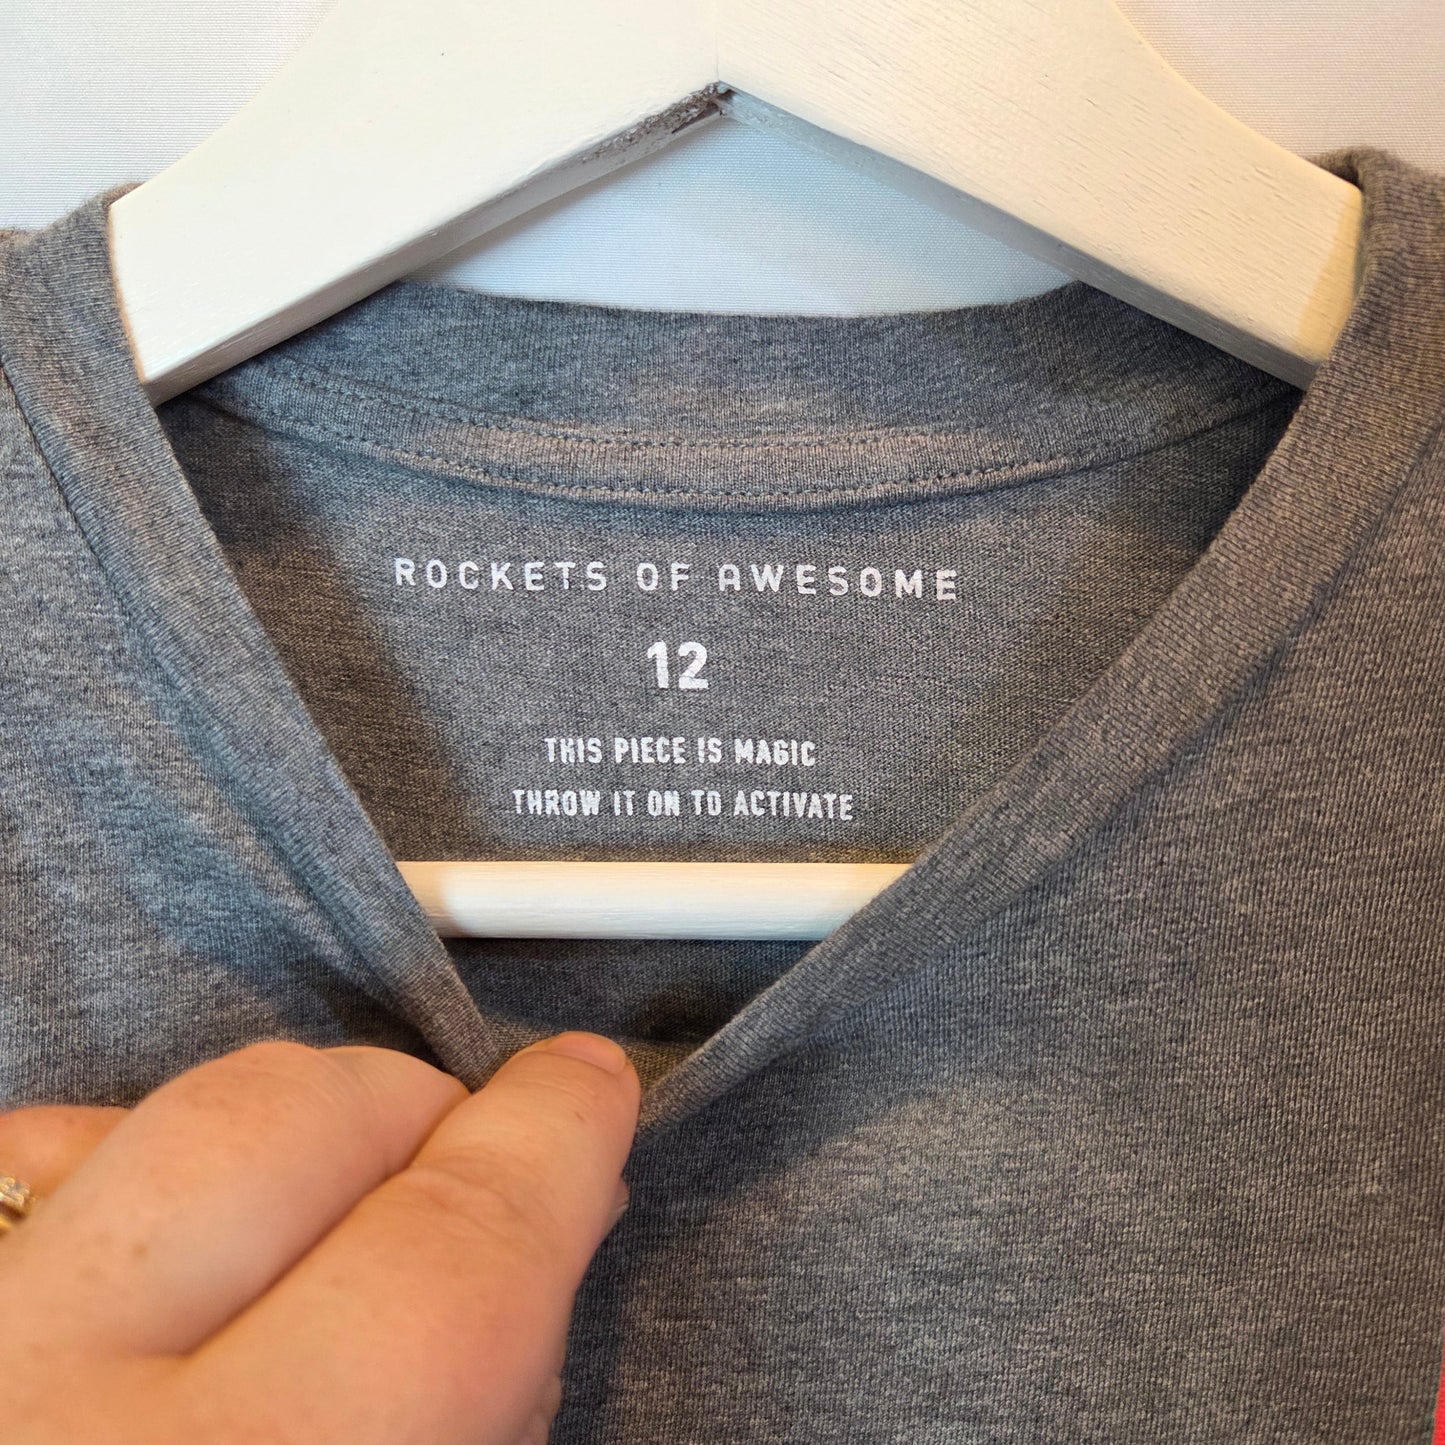 ROCKETS OF AWESOME
12
THIS PIECE IS MAGIC
THROW IT ON TO ACTIVATE